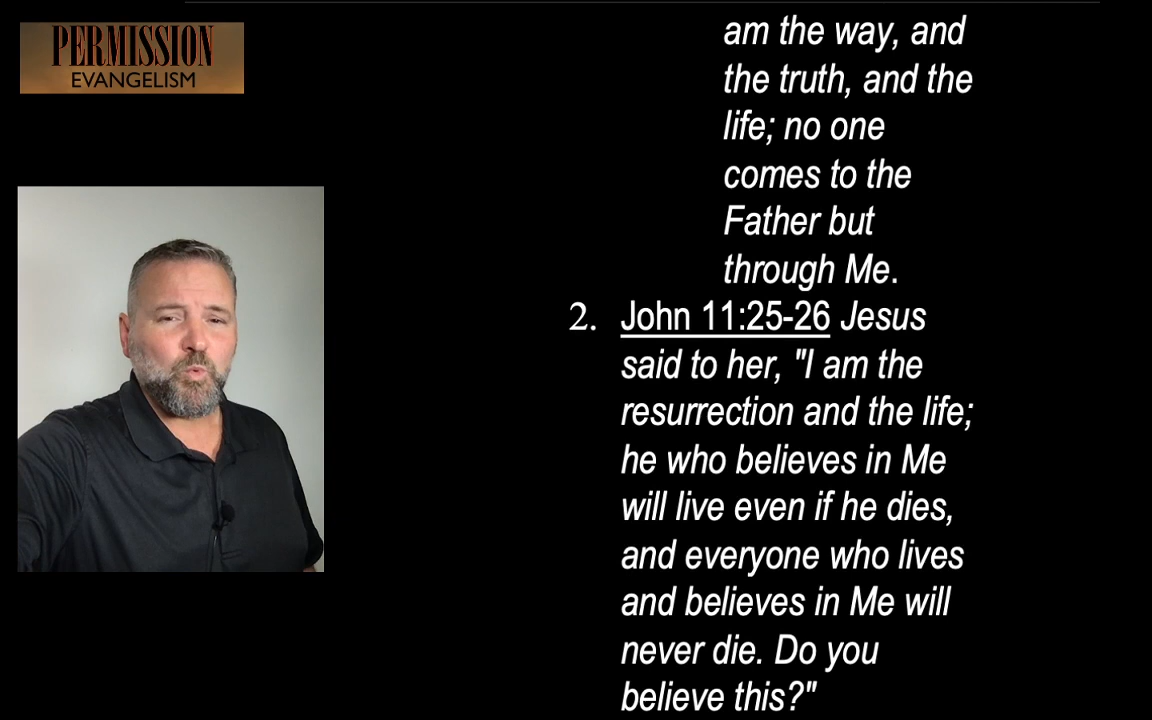 PERMISSION
EVANGELISM
am the way, and
the truth, and the
life; no one
comes to the
Father but
through Me.
2. John 11:25-26 Jesus
said to her, "I am the
resurrection and the life;
he who believes in Me
will live even if he dies,
and everyone who lives
and believes in Me will
never die. Do you
believe this?"